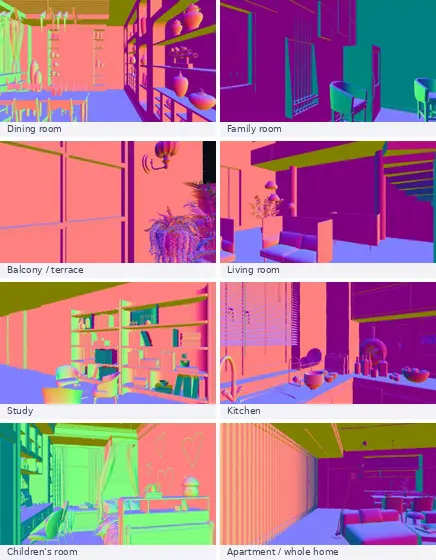 Dining room
Family room
Balcony / terrace
Living room
Study
Kitchen
Children's room
Apartment / whole home